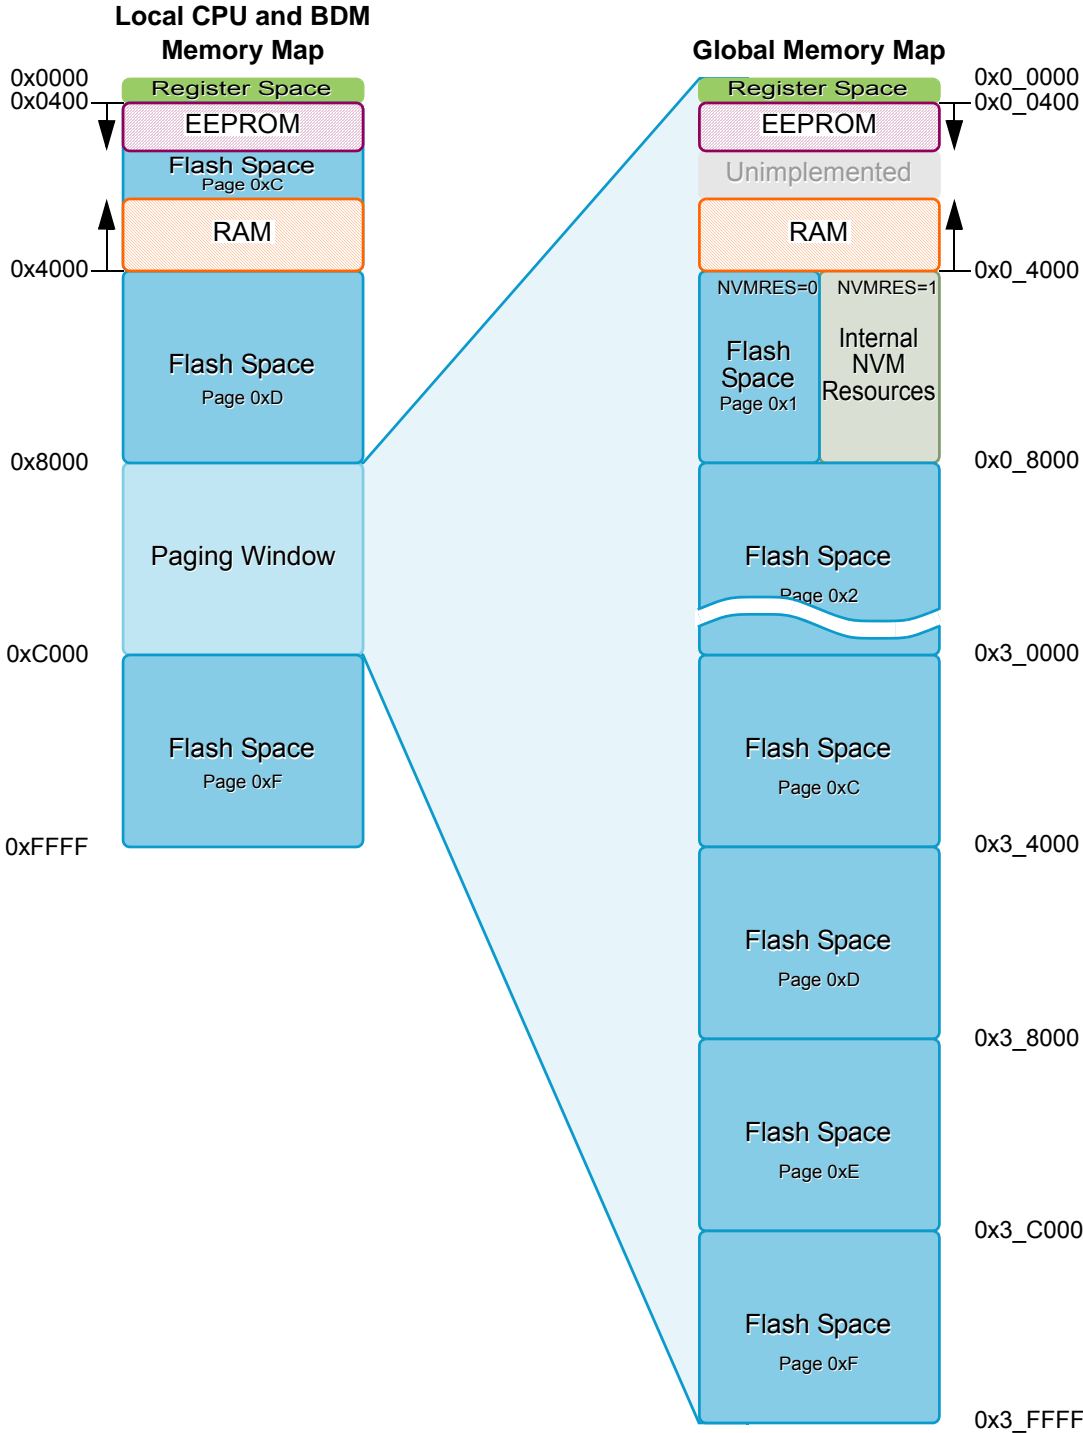 Local CPU and BDM
Memory Map
0x0000
Register Space
0x0400
EEPROM
Flash Space
Page 0xC
RAM
0x4000
Flash Space
Page 0xD
0x8000
Paging Window
0xC000
Flash Space
Page 0xF
0xFFFF
Global Memory Map
Register Space
0x0_0000
0x0_0400
EEPROM
Unimplemented
RAM
0x0_4000
NVMRES=0
NVMRES=1
Flash
Space
Page 0x1
Internal
NVM
Resources
0x0_8000
Flash Space
Page 0x2
0x3_0000
Flash Space
Page 0xC
0x3_4000
Flash Space
Page 0xD
0x3_8000
Flash Space
Page 0xE
0x3_C000
Flash Space
Page 0xF
0x3_FFFF